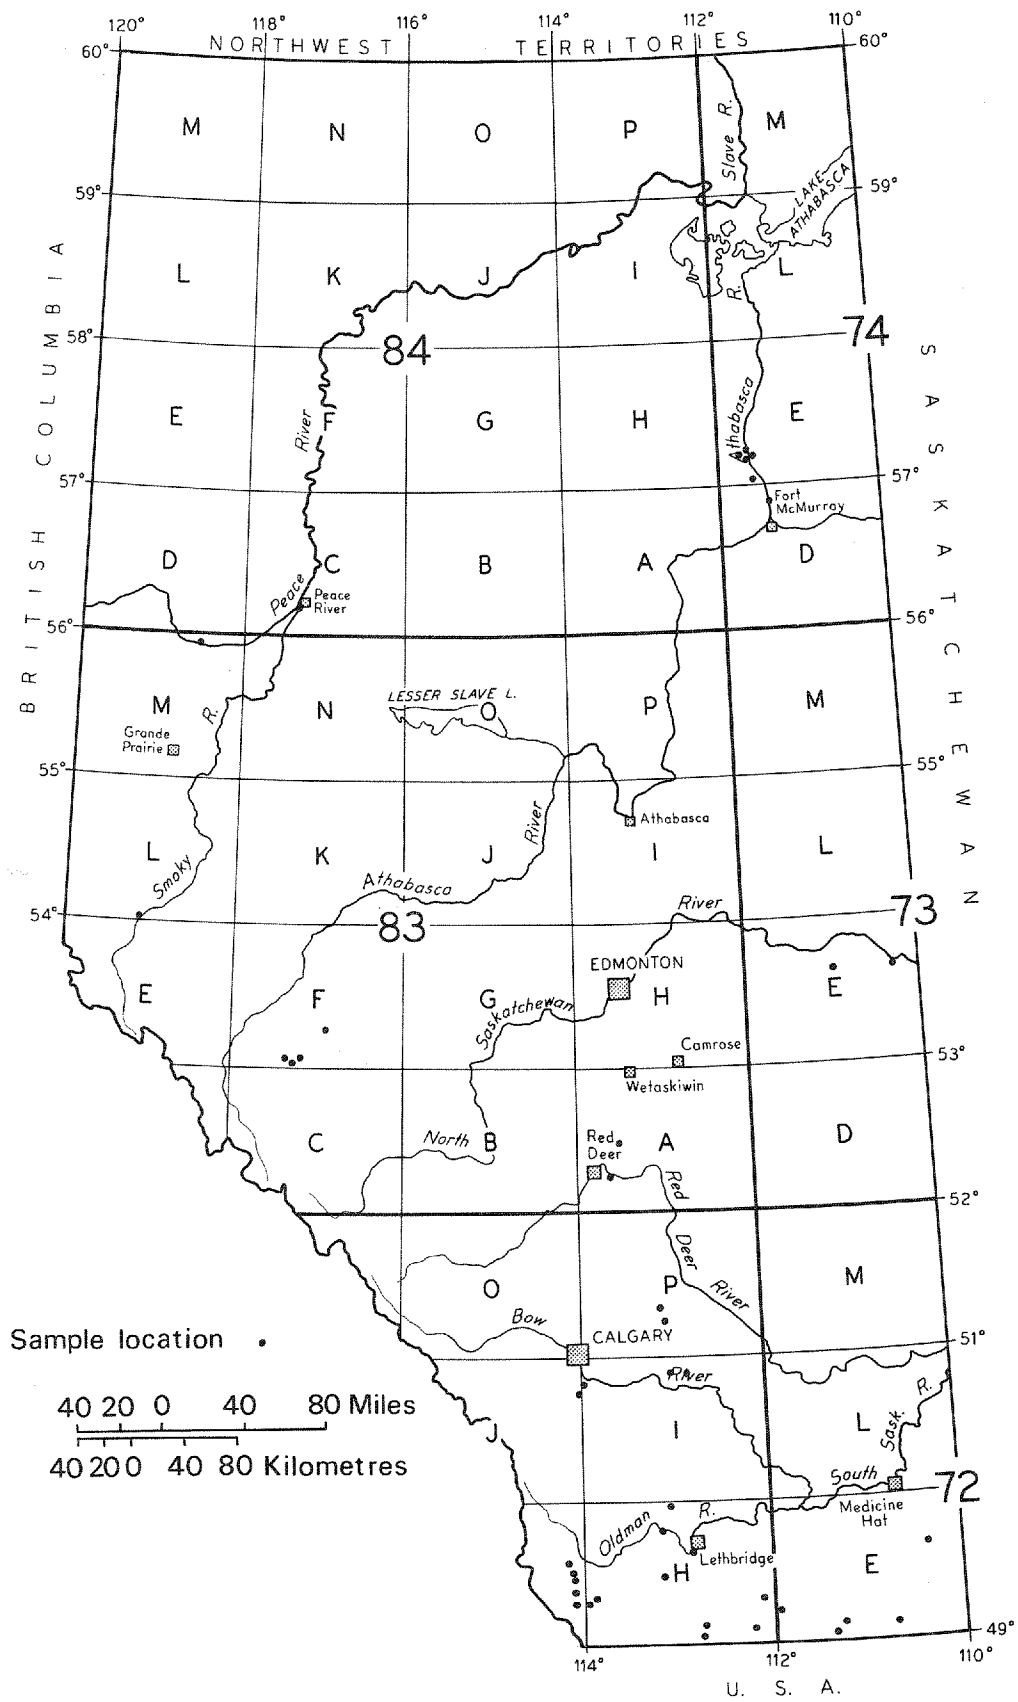 120° 118° 116° 114° 112° 110°
60° NORTHWEST TERRITORIES 60°
M N O P M
Slave R.
59° 59°
LAKE
ATHABASCA
L K J I L
R.
58° 84 74
BRITISH COLUMBIA
SASKATCHEWAN
E F G H E
River
Athabasca
57° 57°
Fort
McMurray
D C B A D
Peace
Peace
River
56° 56°
LESSER SLAVE L.
M N O P M
R.
Grande
Prairie
55° 55°
Athabasca
River
L K J I L
Smoky
Athabasca
54° 83 River 73
EDMONTON
E F G H E
Saskatchewan
Camrose
53°
Wetaskiwin
Red
Deer
C North B A D
Red
52°
Deer
O P M
River
Bow
Sample location
CALGARY
51°
River
R.
40 20 0 40 80 Miles
J I L
Sask.
40 20 0 40 80 Kilometres
South
72
Medicine
Hat
Oldman R.
Lethbridge
H E
49°
114° 112° 110°
U. S. A.